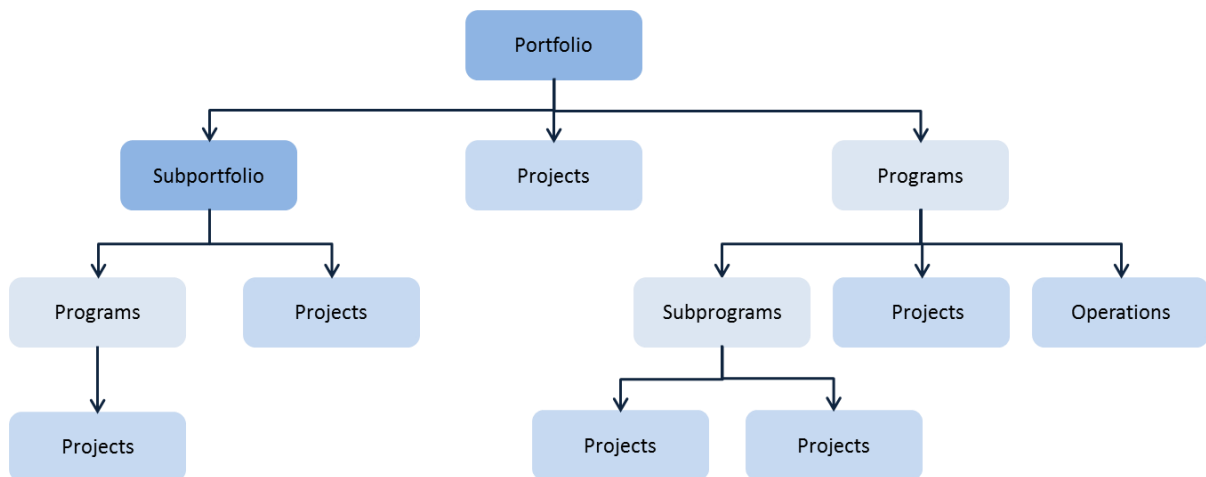 Portfolio
Subportfolio
Projects
Programs
Programs
Projects
Subprograms
Projects
Operations
Projects
Projects
Projects